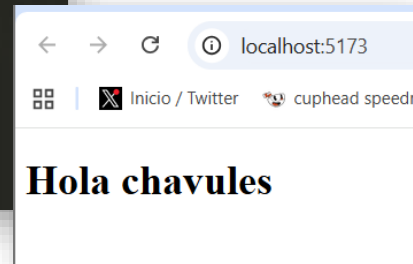 localhost:5173
Inicio / Twitter cuphead speedr
Hola chavules